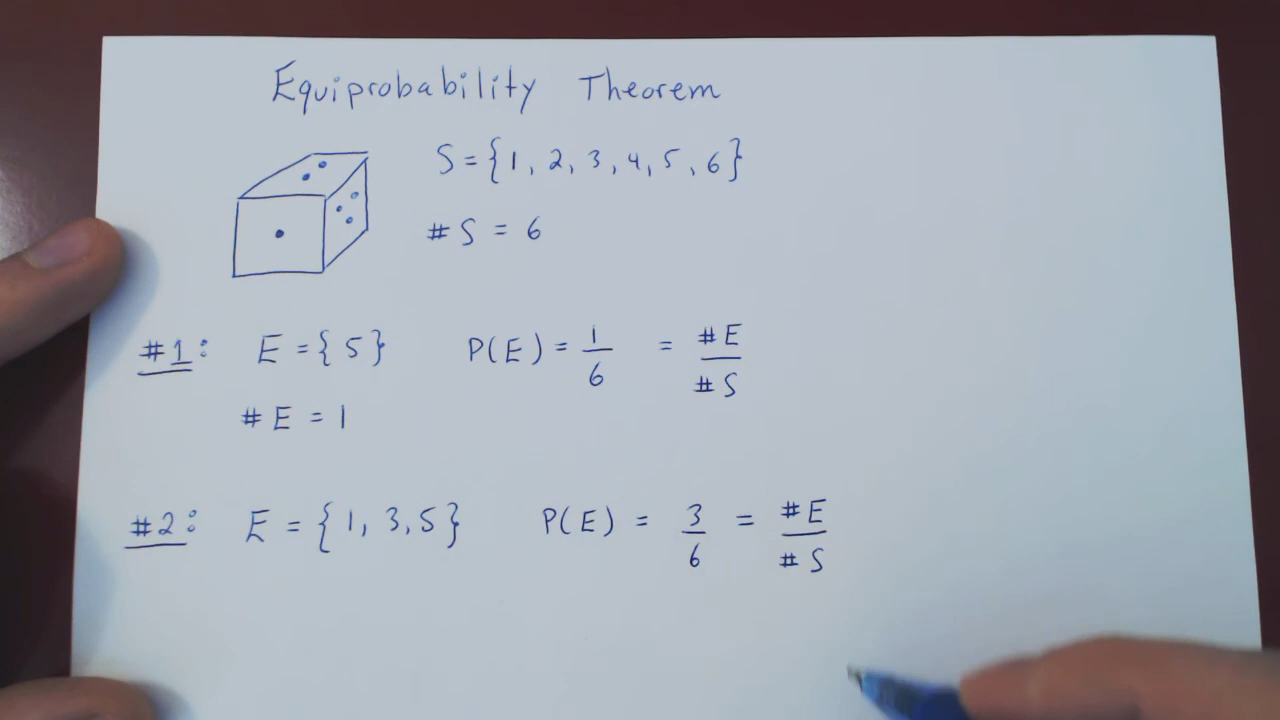 Equiprobability Theorem
S = {1, 2, 3, 4, 5, 6}
# S = 6
#1: E = {5} P(E) = 1/6 = #E/#S
# E = 1
#2: E = {1, 3, 5} P(E) = 3/6 = #E/#S